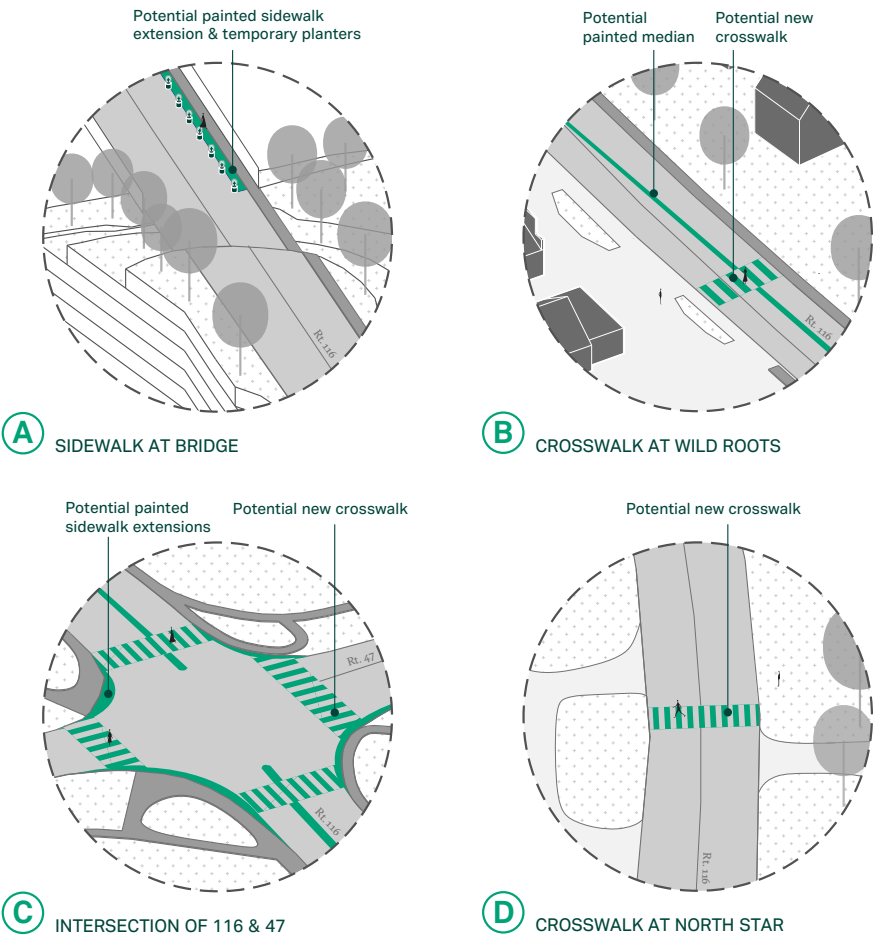 Potential painted sidewalk
extension & temporary planters
Rt. 116
A
SIDEWALK AT BRIDGE
Potential
painted median
Potential new
crosswalk
Rt. 116
B
CROSSWALK AT WILD ROOTS
Potential painted
sidewalk extensions
Potential new crosswalk
Rt. 47
Rt. 116
C
INTERSECTION OF 116 & 47
Potential new crosswalk
Rt. 116
D
CROSSWALK AT NORTH STAR